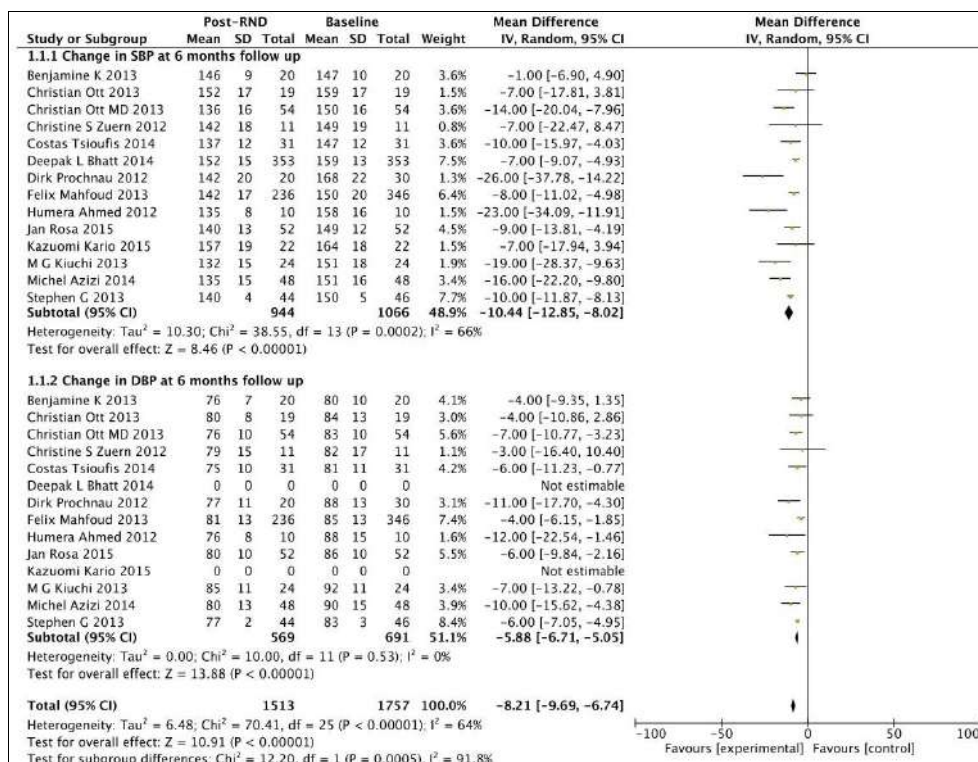 Post-RND Baseline Mean Difference Mean Difference
Study or Subgroup Mean SD Total Mean SD Total Weight IV, Random, 95% CI IV, Random, 95% CI
1.1.1 Change in SBP at 6 months follow up
Benjamine K 2013 146 9 20 147 10 20 3.6% −1.00 [−6.90, 4.90]
Christian Ott 2013 152 17 19 159 17 19 1.5% −7.00 [−17.81, 3.81]
Christian Ott MD 2013 136 16 54 150 16 54 3.6% −14.00 [−20.04, −7.96]
Christine S Zuern 2012 142 18 11 149 19 11 0.8% −7.00 [−22.47, 8.47]
Costas Tsioufis 2014 137 12 31 147 12 31 3.6% −10.00 [−15.97, −4.03]
Deepak L Bhatt 2014 152 15 353 159 13 353 7.5% −7.00 [−9.07, −4.93]
Dirk Prochnau 2012 142 20 20 168 22 30 1.3% −26.00 [−37.78, −14.22]
Felix Mahfoud 2013 142 17 236 150 20 346 6.6% −8.00 [−11.02, −4.98]
Humera Ahmed 2012 135 8 10 158 16 10 1.4% −23.00 [−34.09, −11.91]
Jan Rosa 2015 140 13 52 149 12 52 4.6% −9.00 [−13.81, −4.19]
Kazuomi Kario 2015 157 19 22 164 18 22 1.5% −7.00 [−17.94, 3.94]
M G Kiuchi 2013 132 15 24 151 18 24 1.9% −19.00 [−28.37, −9.63]
Michel Azizi 2014 135 15 48 151 16 48 3.5% −16.00 [−22.20, −9.80]
Stephen G 2013 140 4 44 150 5 46 7.7% −10.00 [−11.87, −8.13]
Subtotal (95% CI) 944 1066 48.9% −10.44 [−12.85, −8.02]
Heterogeneity: Tau² = 10.30; Chi² = 38.55, df = 13 (P = 0.0002); I² = 66%
Test for overall effect: Z = 8.46 (P < 0.00001)
1.1.2 Change in DBP at 6 months follow up
Benjamine K 2013 76 7 20 80 10 20 4.1% −4.00 [−9.35, 1.35]
Christian Ott 2013 80 8 19 84 13 19 3.0% −4.00 [−10.86, 2.86]
Christian Ott MD 2013 76 10 54 83 10 54 5.6% −7.00 [−10.77, −3.23]
Christine S Zuern 2012 79 15 11 82 17 11 1.1% −3.00 [−16.40, 10.40]
Costas Tsioufis 2014 75 10 31 81 11 31 4.2% −6.00 [−11.23, −0.77]
Deepak L Bhatt 2014 0 0 0 0 0 0 Not estimable
Dirk Prochnau 2012 77 11 20 88 13 30 3.1% −11.00 [−17.70, −4.30]
Felix Mahfoud 2013 81 13 236 85 13 346 7.4% −4.00 [−6.15, −1.85]
Humera Ahmed 2012 76 8 10 88 15 10 1.6% −12.00 [−22.54, −1.46]
Jan Rosa 2015 80 10 52 86 10 52 5.5% −6.00 [−9.84, −2.16]
Kazuomi Kario 2015 0 0 0 0 0 0 Not estimable
M G Kiuchi 2013 85 11 24 92 11 24 3.4% −7.00 [−13.22, −0.78]
Michel Azizi 2014 80 13 48 90 15 48 3.9% −10.00 [−15.62, −4.38]
Stephen G 2013 77 2 44 83 3 46 8.4% −6.00 [−7.05, −4.95]
Subtotal (95% CI) 569 691 51.1% −5.88 [−6.71, −5.05]
Heterogeneity: Tau² = 0.00; Chi² = 10.00, df = 11 (P = 0.53); I² = 0%
Test for overall effect: Z = 13.88 (P < 0.00001)
Total (95% CI) 1513 1757 100.0% −8.21 [−9.69, −6.74]
Heterogeneity: Tau² = 6.48; Chi² = 70.41, df = 25 (P < 0.00001); I² = 64%
Test for overall effect: Z = 10.91 (P < 0.00001)
Test for subgroup differences: Chi² = 12.20, df = 1 (P = 0.0005), I² = 91.8%
−100 −50 0 50 100
Favours [experimental] Favours [control]